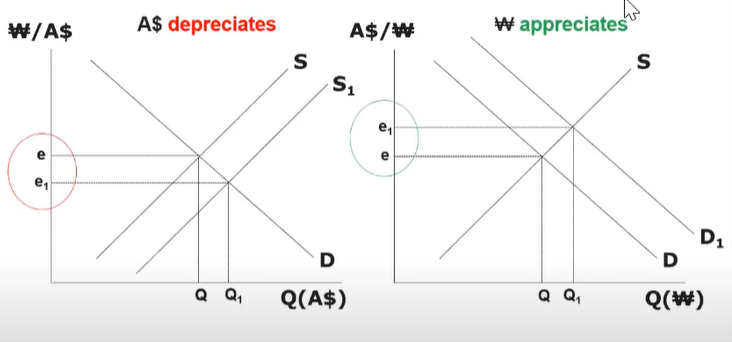 ₩/A$
A$ depreciates
S
S₁
e
e₁
D
Q Q₁ Q(A$)
A$/₩
₩ appreciates
S
e₁
e
D₁
D
Q Q₁ Q(₩)